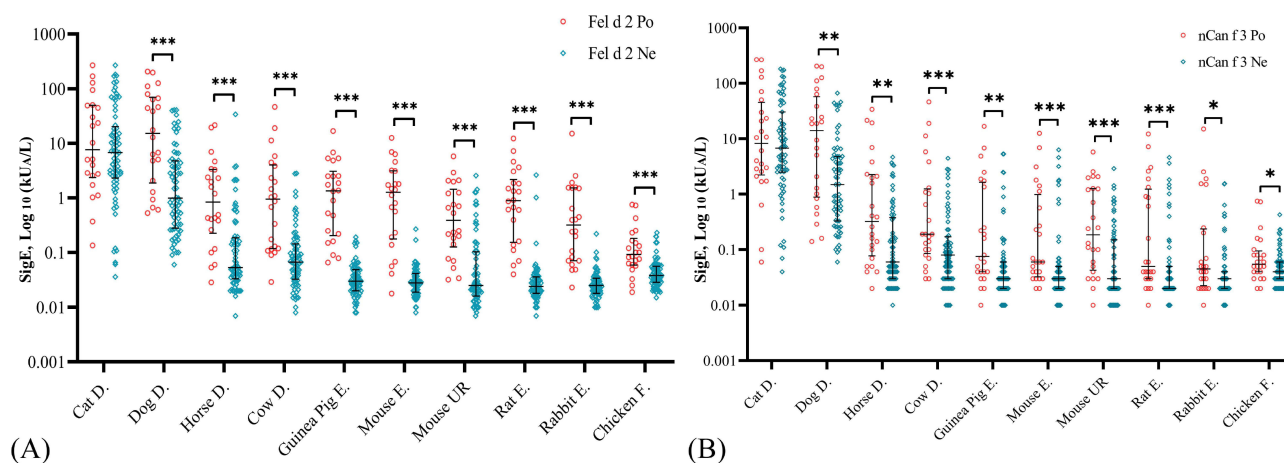 Fel d 2 Po
Fel d 2 Ne
SigE, Log 10 (kUA/L)
1000
100
10
1
0.1
0.01
0.001
***
***
***
***
***
***
***
***
***
Cat D.
Dog D.
Horse D.
Cow D.
Guinea Pig E.
Mouse E.
Mouse UR
Rat E.
Rabbit E.
Chicken F.
(A)
nCan f 3 Po
nCan f 3 Ne
SigE, Log 10 (kUA/L)
1000
100
10
1
0.1
0.01
0.001
**
**
***
**
***
***
***
*
*
Cat D.
Dog D.
Horse D.
Cow D.
Guinea Pig E.
Mouse E.
Mouse UR
Rat E.
Rabbit E.
Chicken F.
(B)